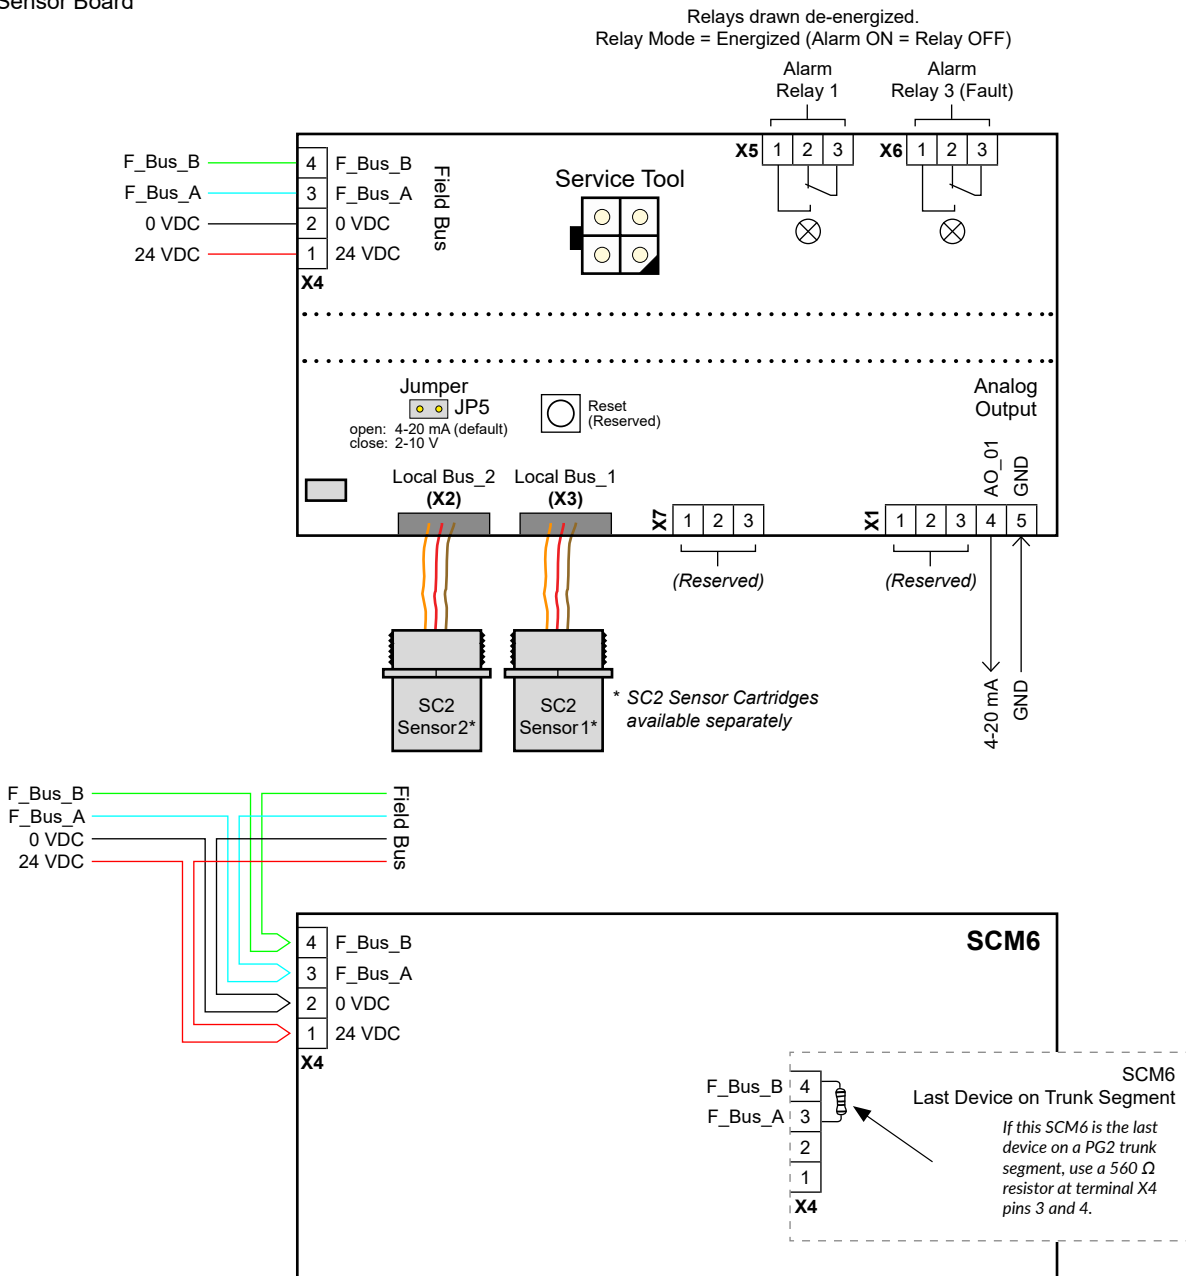 Sensor Board
Relays drawn de-energized.
Relay Mode = Energized (Alarm ON = Relay OFF)
Alarm
Relay 1
Alarm
Relay 3 (Fault)
X5 1 2 3
X6 1 2 3
F_Bus_B 4 F_Bus_B
F_Bus_A 3 F_Bus_A
0 VDC 2 0 VDC
24 VDC 1 24 VDC
X4
Field Bus
Service Tool
Jumper
JP5
open: 4-20 mA (default)
close: 2-10 V
Reset
(Reserved)
Analog
Output
AO_01
GND
Local Bus_2
(X2)
Local Bus_1
(X3)
X7 1 2 3
(Reserved)
X1 1 2 3 4 5
(Reserved)
4-20 mA
GND
SC2
Sensor2*
SC2
Sensor1*
* SC2 Sensor Cartridges
available separately
F_Bus_B
F_Bus_A
0 VDC
24 VDC
Field Bus
SCM6
4 F_Bus_B
3 F_Bus_A
2 0 VDC
1 24 VDC
X4
SCM6
Last Device on Trunk Segment
F_Bus_B 4
F_Bus_A 3
2
1
X4
If this SCM6 is the last
device on a PG2 trunk
segment, use a 560 Ω
resistor at terminal X4
pins 3 and 4.